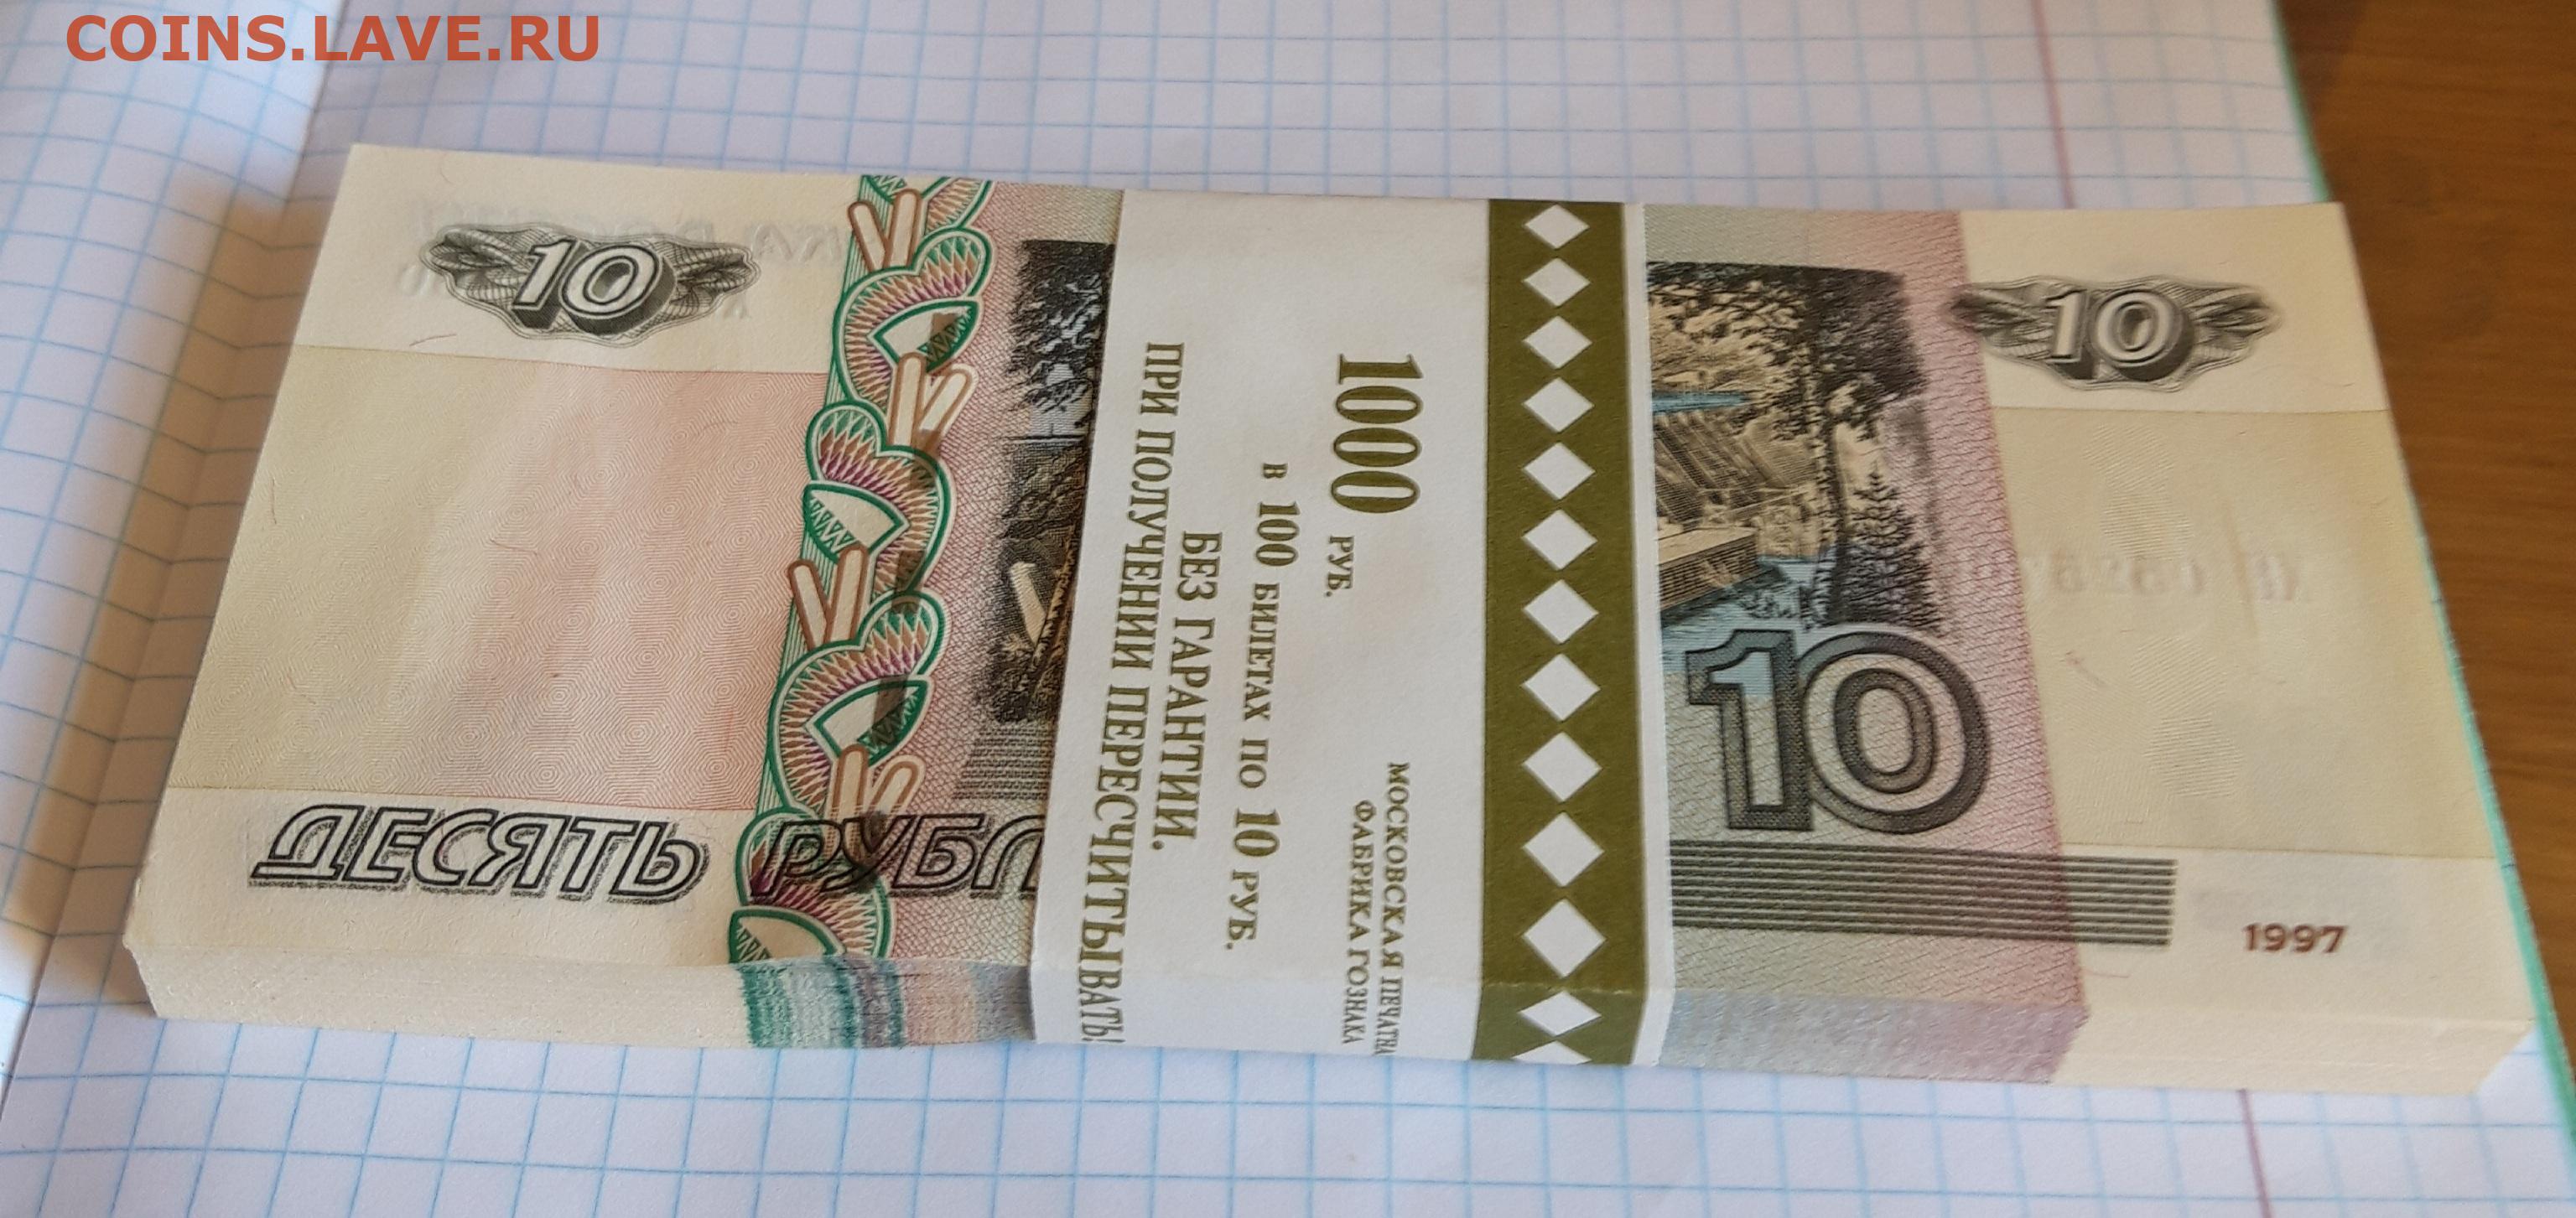 COINS.LAVE.RU
10
10
1000 РУБ.
В 100 БИЛЕТАХ ПО 10 РУБ.
БЕЗ ГАРАНТИИ.
ПРИ ПОЛУЧЕНИИ ПЕРЕСЧИТЫВАТЬ!
МОСКОВСКАЯ ПЕЧАТНА
ФАБРИКА ГОЗНАКА
10
ДЕСЯТЬ РУБЛ
1997